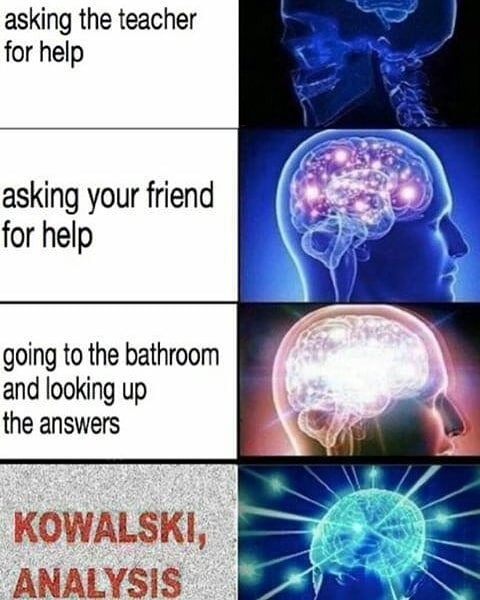 asking the teacher
for help
asking your friend
for help
going to the bathroom
and looking up
the answers
KOWALSKI,
ANALYSIS